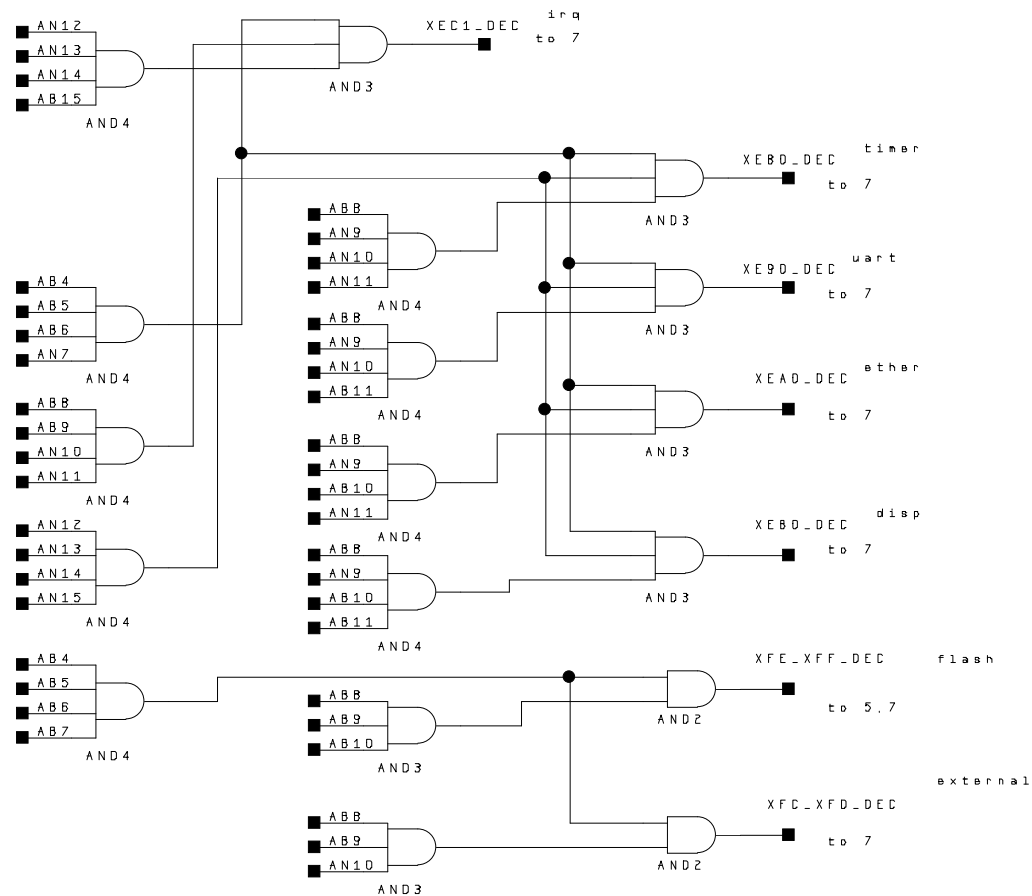 AN12
AN13
AN14
AB15
AND4
AND3
XEC1_DEC
irq
to 7
XE80_DEC
timer
to 7
AND3
AB8
AN9
AN10
AN11
AND4
AB4
AB5
AB6
AN7
AND4
XE90_DEC
uart
to 7
AND3
AB8
AN9
AN10
AB11
AND4
AB8
AB9
AN10
AN11
AND4
XEA0_DEC
ether
to 7
AND3
AB8
AN9
AB10
AN11
AND4
AN12
AN13
AN14
AN15
AND4
XEB0_DEC
disp
to 7
AND3
AB8
AN9
AB10
AB11
AND4
AB4
AB5
AB6
AB7
AND4
XFE_XFF_DEC
flash
to 5,7
AND2
AB8
AB9
AB10
AND3
external
XFC_XFD_DEC
to 7
AND2
AB8
AB9
AN10
AND3